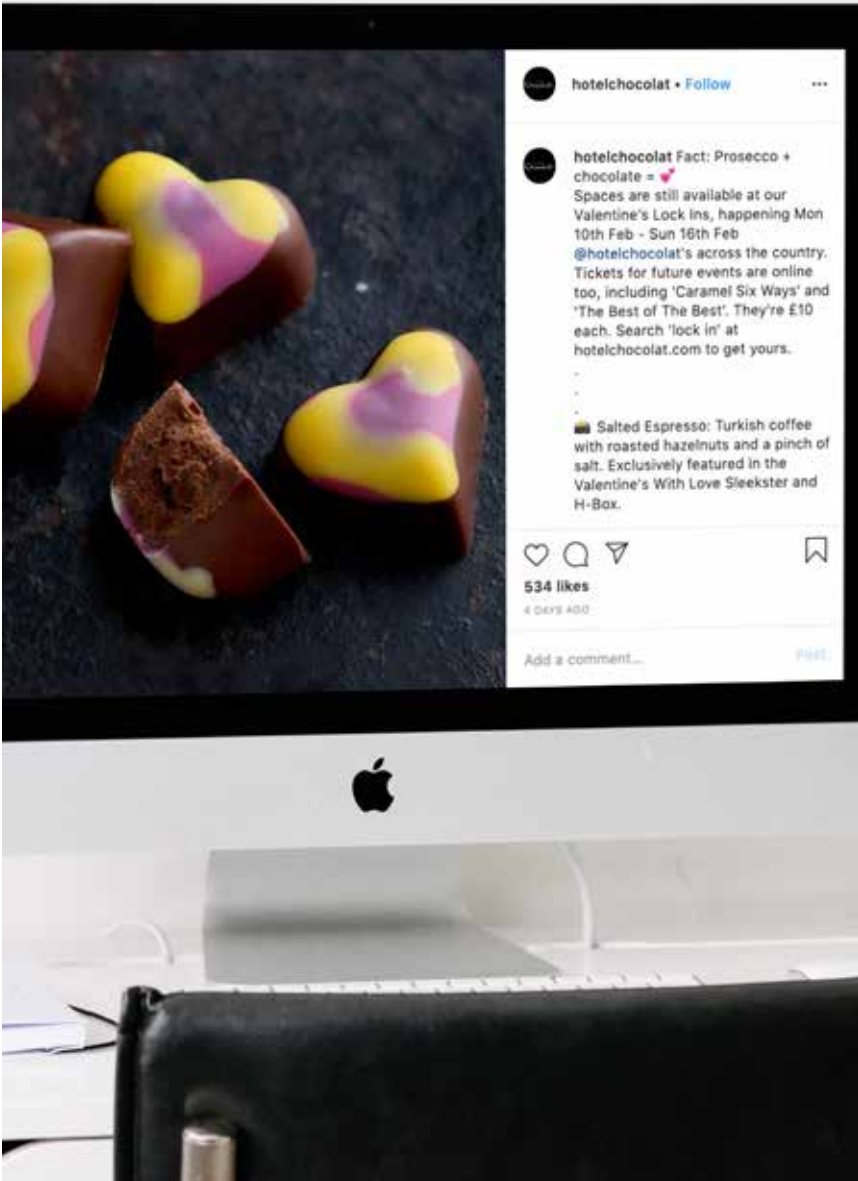 hotelchocolat • Follow
hotelchocolat Fact: Prosecco +
chocolate = 💕
Spaces are still available at our
Valentine's Lock Ins, happening Mon
10th Feb - Sun 16th Feb
@hotelchocolat's across the country.
Tickets for future events are online
too, including 'Caramel Six Ways' and
'The Best of The Best'. They're £10
each. Search 'lock in' at
hotelchocolat.com to get yours.
.
.
.
📸 Salted Espresso: Turkish coffee
with roasted hazelnuts and a pinch of
salt. Exclusively featured in the
Valentine's With Love Sleekster and
H-Box.
534 likes
4 DAYS AGO
Add a comment... Post